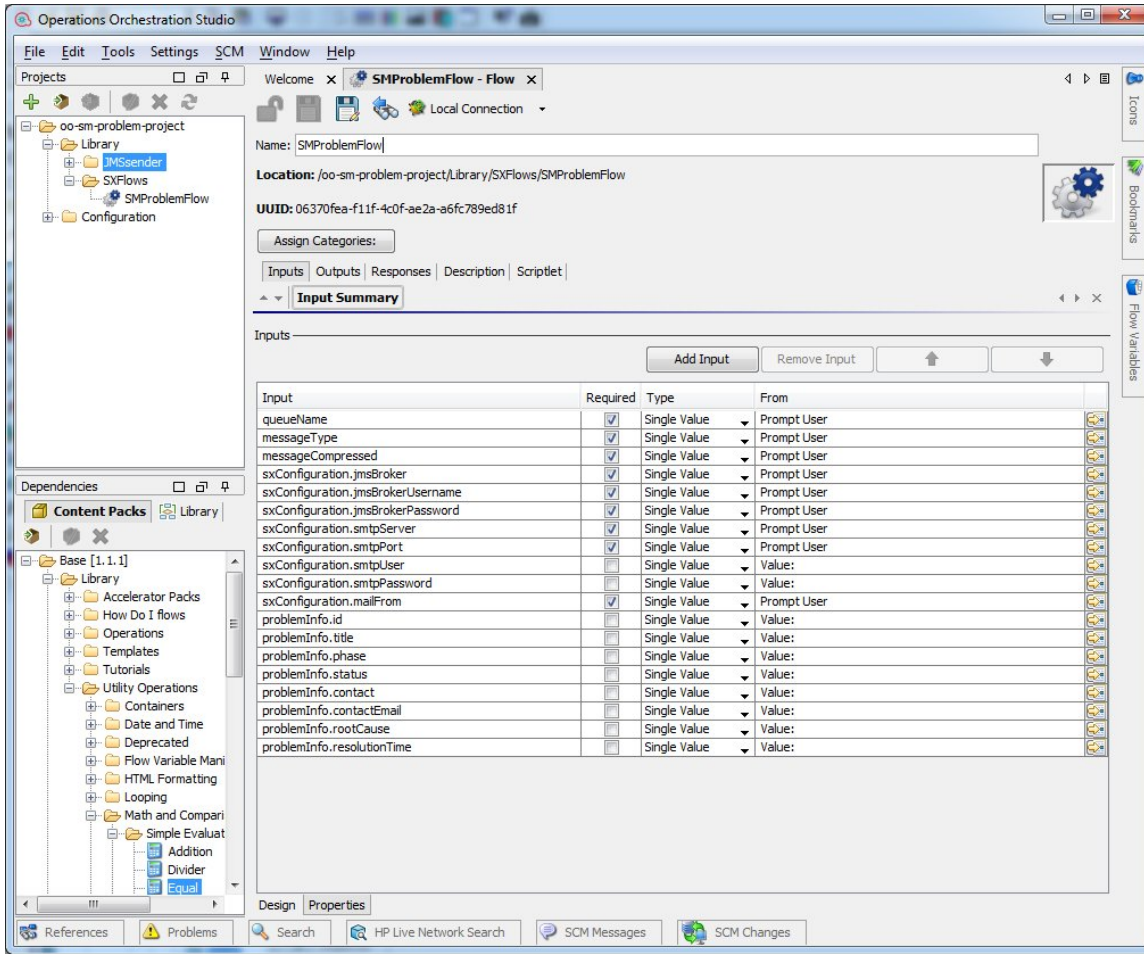 Operations Orchestration Studio
File Edit Tools Settings SCM Window Help
Projects
oo-sm-problem-project
Library
JMSsender
SXFlows
SMProblemFlow
Configuration
Dependencies
Content Packs Library
Base [1.1.1]
Library
Accelerator Packs
How Do I flows
Operations
Templates
Tutorials
Utility Operations
Containers
Date and Time
Deprecated
Flow Variable Mani
HTML Formatting
Looping
Math and Compari
Simple Evaluat
Addition
Divider
Equal
Welcome SMProblemFlow - Flow
Local Connection
Name: SMProblemFlow
Location: /oo-sm-problem-project/Library/SXFlows/SMProblemFlow
UUID: 06370fea-f11f-4c0f-ae2a-a6fc789ed81f
Assign Categories:
Inputs Outputs Responses Description Scriptlet
Input Summary
Inputs
Add Input Remove Input
Input Required Type From
queueName Single Value Prompt User
messageType Single Value Prompt User
messageCompressed Single Value Prompt User
sxConfiguration.jmsBroker Single Value Prompt User
sxConfiguration.jmsBrokerUsername Single Value Prompt User
sxConfiguration.jmsBrokerPassword Single Value Prompt User
sxConfiguration.smtpServer Single Value Prompt User
sxConfiguration.smtpPort Single Value Prompt User
sxConfiguration.smtpUser Single Value Value:
sxConfiguration.smtpPassword Single Value Value:
sxConfiguration.mailFrom Single Value Prompt User
problemInfo.id Single Value Value:
problemInfo.title Single Value Value:
problemInfo.phase Single Value Value:
problemInfo.status Single Value Value:
problemInfo.contact Single Value Value:
problemInfo.contactEmail Single Value Value:
problemInfo.rootCause Single Value Value:
problemInfo.resolutionTime Single Value Value:
Design Properties
Icons
Bookmarks
Flow Variables
References Problems Search HP Live Network Search SCM Messages SCM Changes